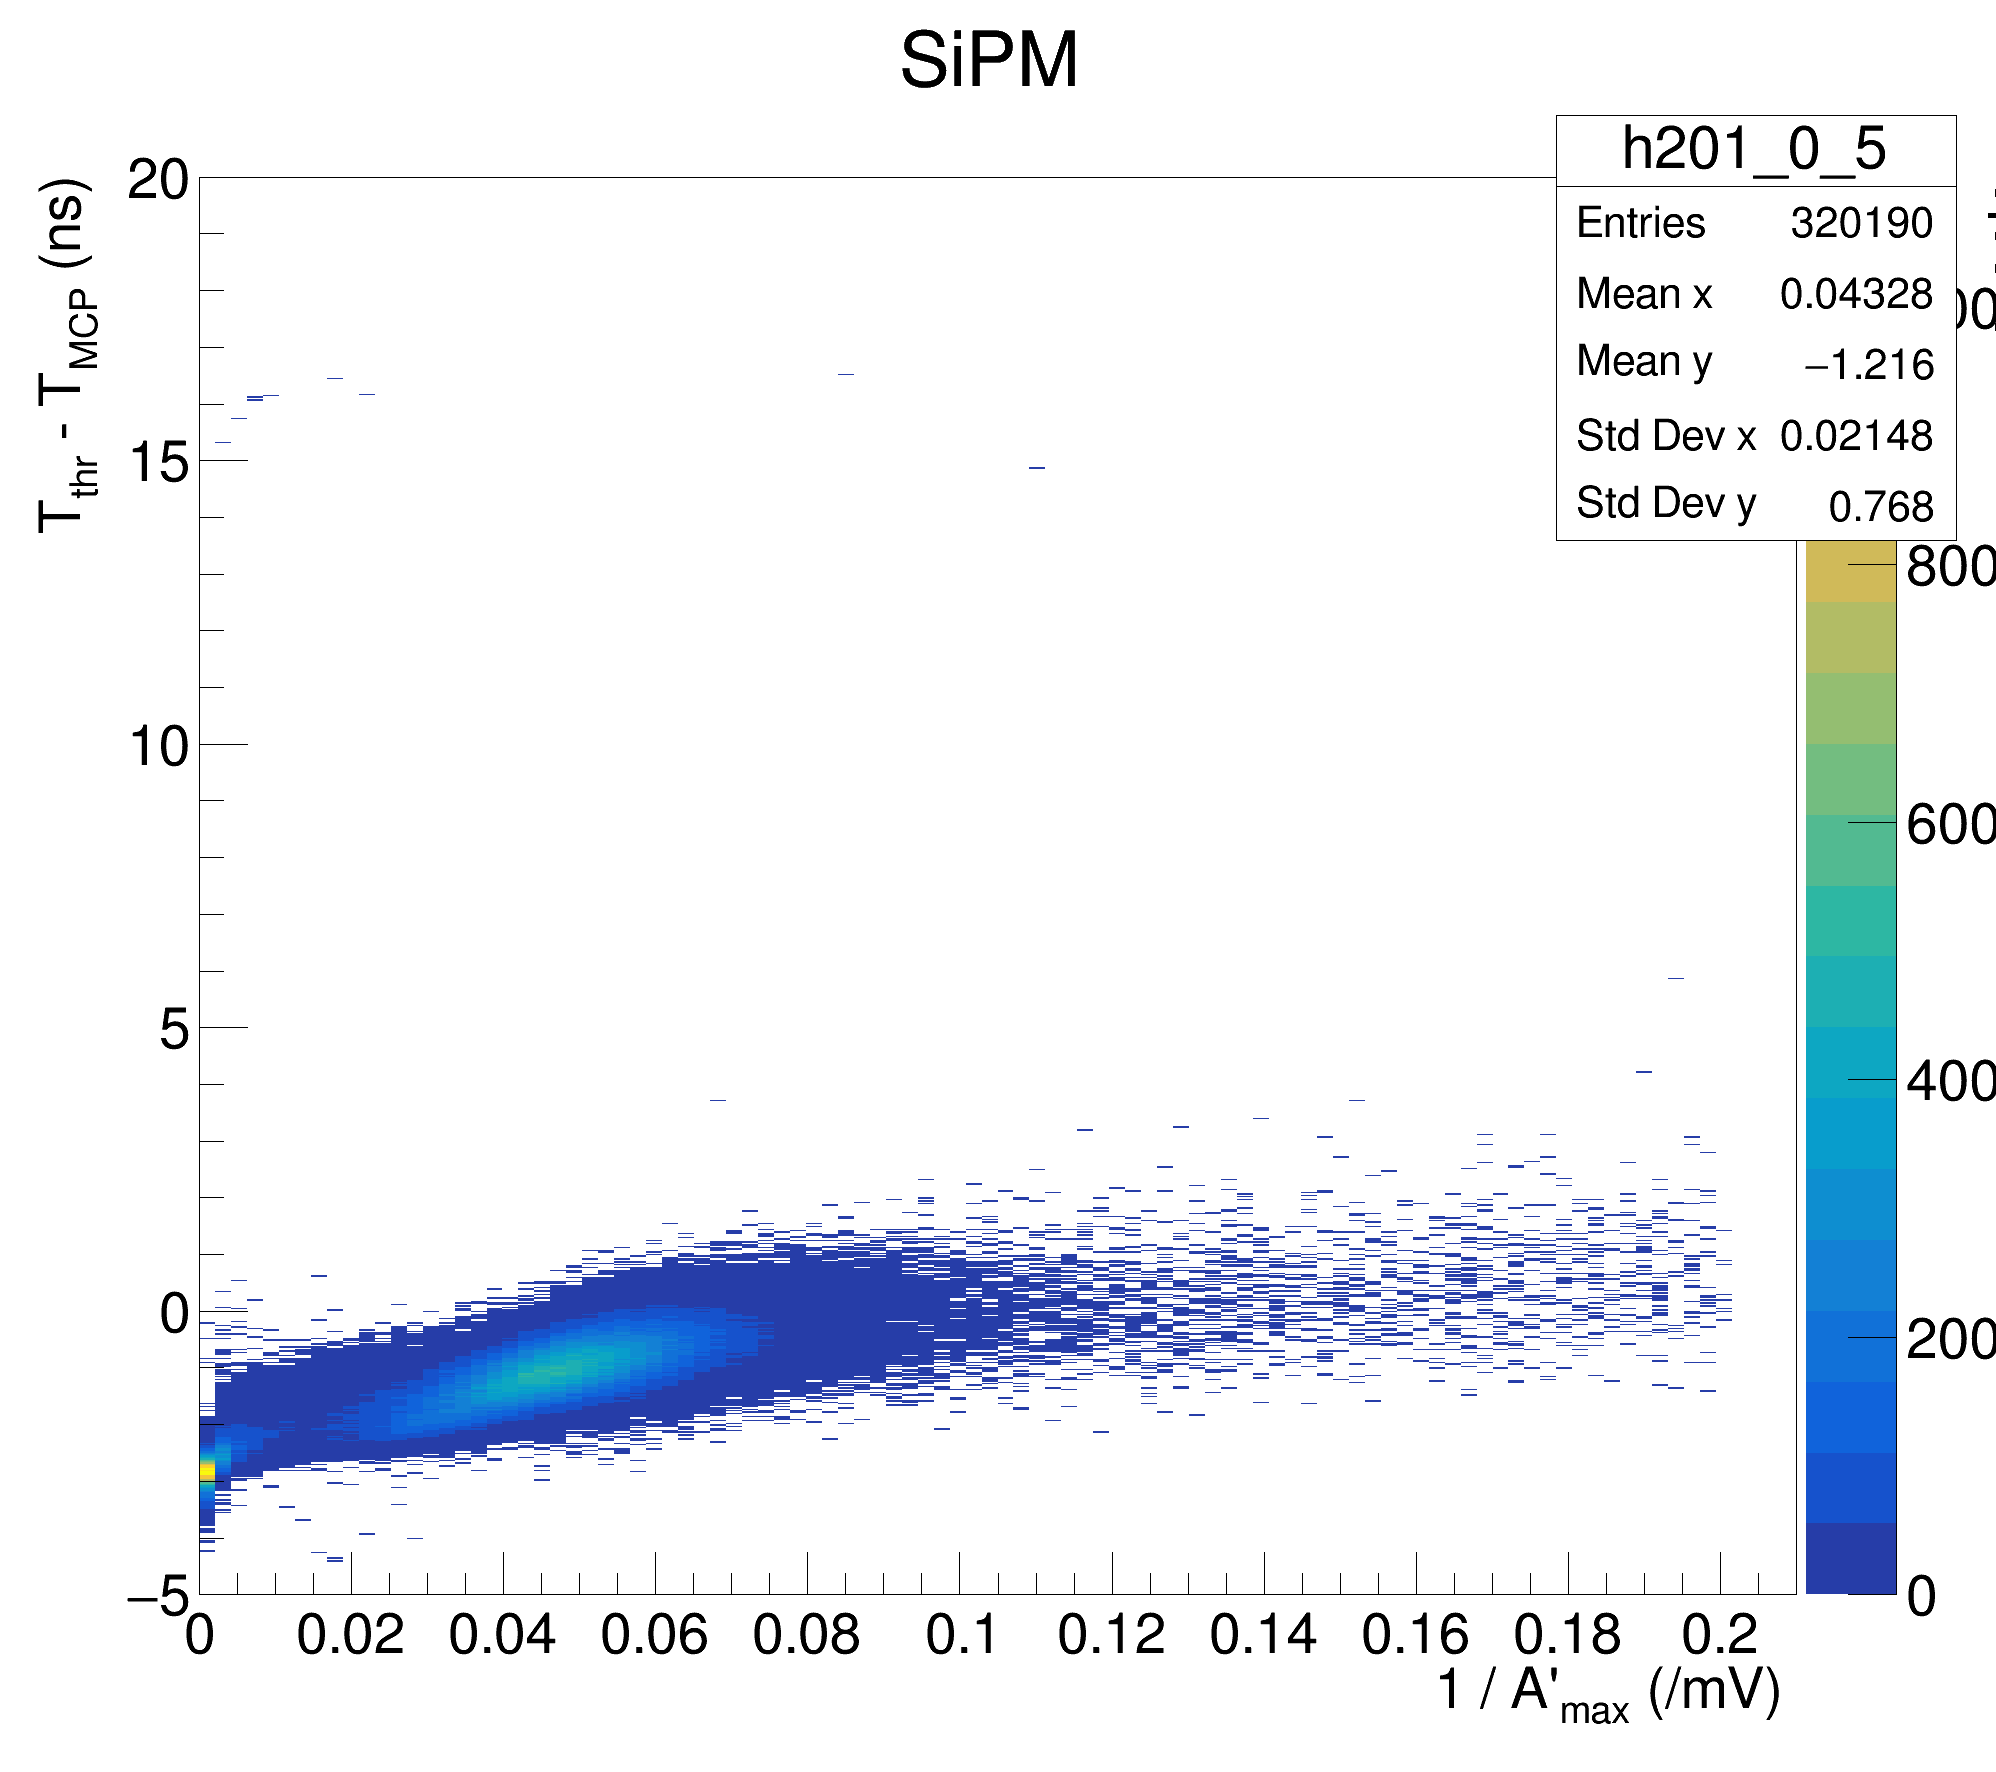 SiPM
h201_0_5
Entries 320190
Mean x 0.04328
Mean y −1.216
Std Dev x 0.02148
Std Dev y 0.768
T_thr - T_MCP (ns)
20
15
10
5
0
−5
0 0.02 0.04 0.06 0.08 0.1 0.12 0.14 0.16 0.18 0.2
1 / A'_max (/mV)
800
600
400
200
0